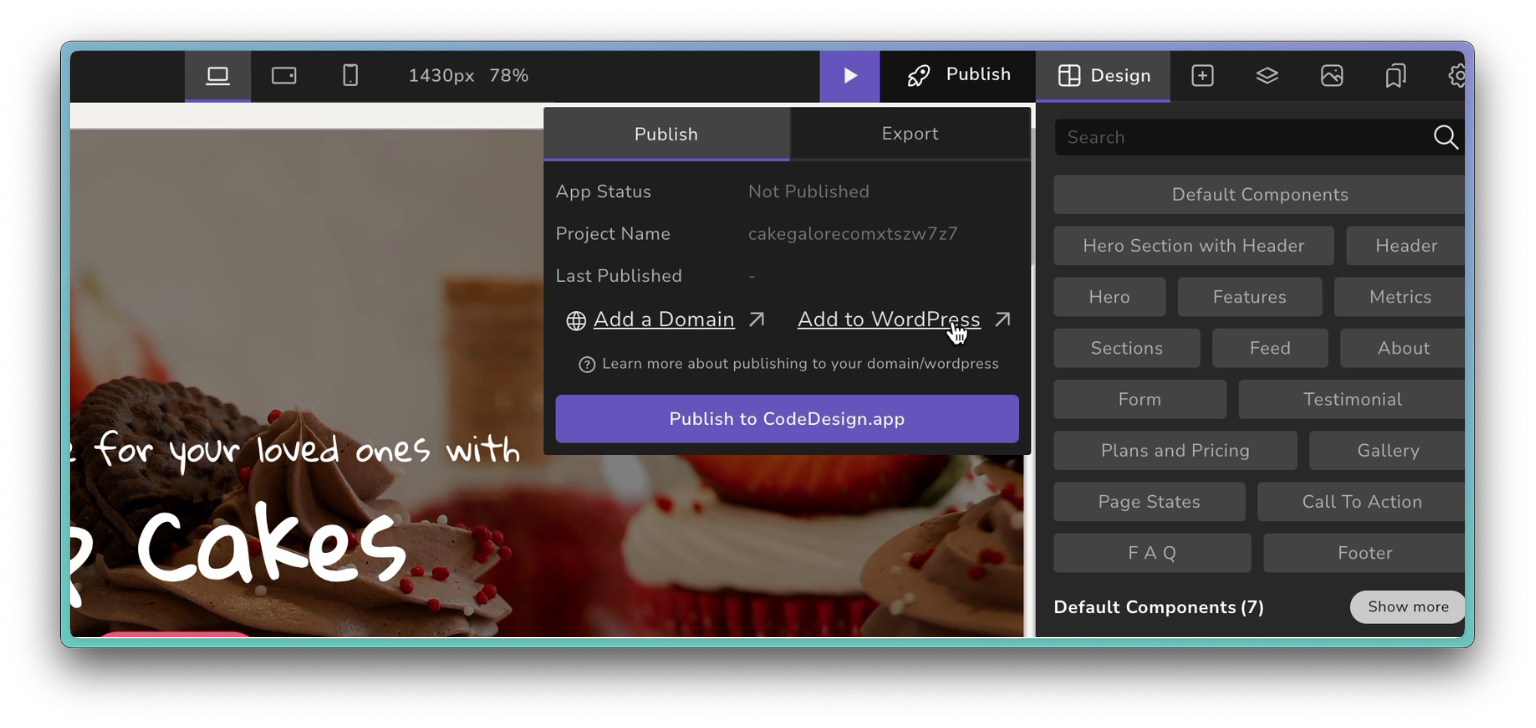 1430px 78%
Publish
Design
Publish
Export
App Status
Not Published
Project Name
cakegalorecomxtszw7z7
Last Published
-
Add a Domain
Add to WordPress
Learn more about publishing to your domain/wordpress
Publish to CodeDesign.app
for your loved ones with
Cakes
Search
Default Components
Hero Section with Header
Header
Hero
Features
Metrics
Sections
Feed
About
Form
Testimonial
Plans and Pricing
Gallery
Page States
Call To Action
F A Q
Footer
Default Components (7)
Show more